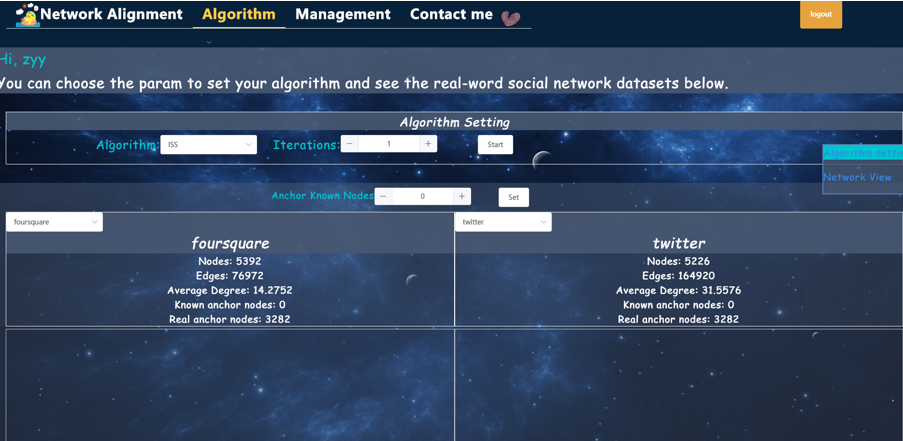 Network Alignment Algorithm Management Contact me logout
Hi, zyy
You can choose the param to set your algorithm and see the real-word social network datasets below.
Algorithm Setting
Algorithm: ISS Iterations: − 1 + Start
Algorithm settin
Network View
Anchor Known Nodes − 0 + Set
foursquare
foursquare
Nodes: 5392
Edges: 76972
Average Degree: 14.2752
Known anchor nodes: 0
Real anchor nodes: 3282
twitter
twitter
Nodes: 5226
Edges: 164920
Average Degree: 31.5576
Known anchor nodes: 0
Real anchor nodes: 3282